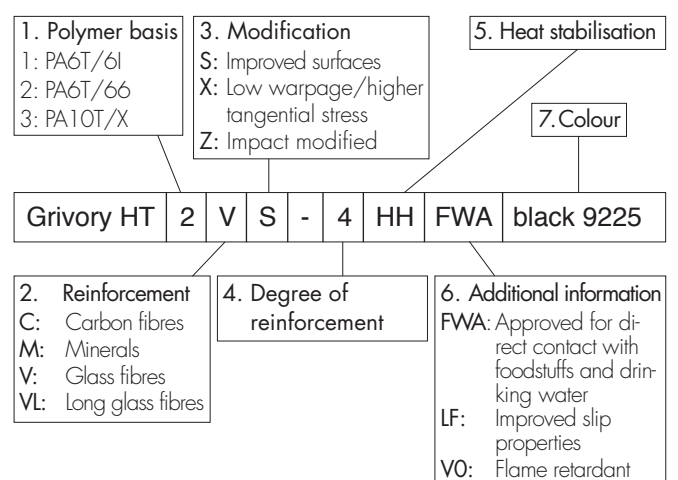 1. Polymer basis
1: PA6T/6I
2: PA6T/66
3: PA10T/X
3. Modification
S: Improved surfaces
X: Low warpage/higher
tangential stress
Z: Impact modified
5. Heat stabilisation
7. Colour
Grivory HT 2 V S - 4 HH FWA black 9225
2. Reinforcement
C: Carbon fibres
M: Minerals
V: Glass fibres
VL: Long glass fibres
4. Degree of
reinforcement
6. Additional information
FWA: Approved for di-
rect contact with
foodstuffs and drin-
king water
LF: Improved slip
properties
V0: Flame retardant